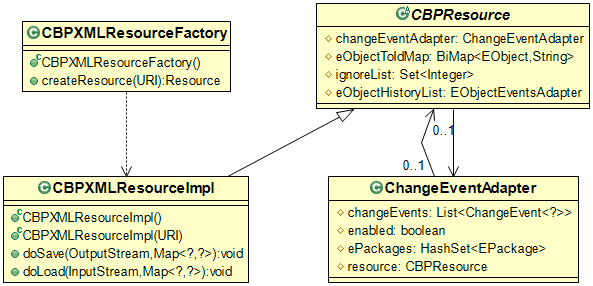 CBPXMLResourceFactory
CBPXMLResourceFactory()
createResource(URI):Resource
CBPResource
changeEventAdapter: ChangeEventAdapter
eObjectToIdMap: BiMap<EObject,String>
ignoreList: Set<Integer>
eObjectHistoryList: EObjectEventsAdapter
0..1
0..1
CBPXMLResourceImpl
CBPXMLResourceImpl()
CBPXMLResourceImpl(URI)
doSave(OutputStream,Map<?,?>):void
doLoad(InputStream,Map<?,?>):void
ChangeEventAdapter
changeEvents: List<ChangeEvent<?>>
enabled: boolean
ePackages: HashSet<EPackage>
resource: CBPResource